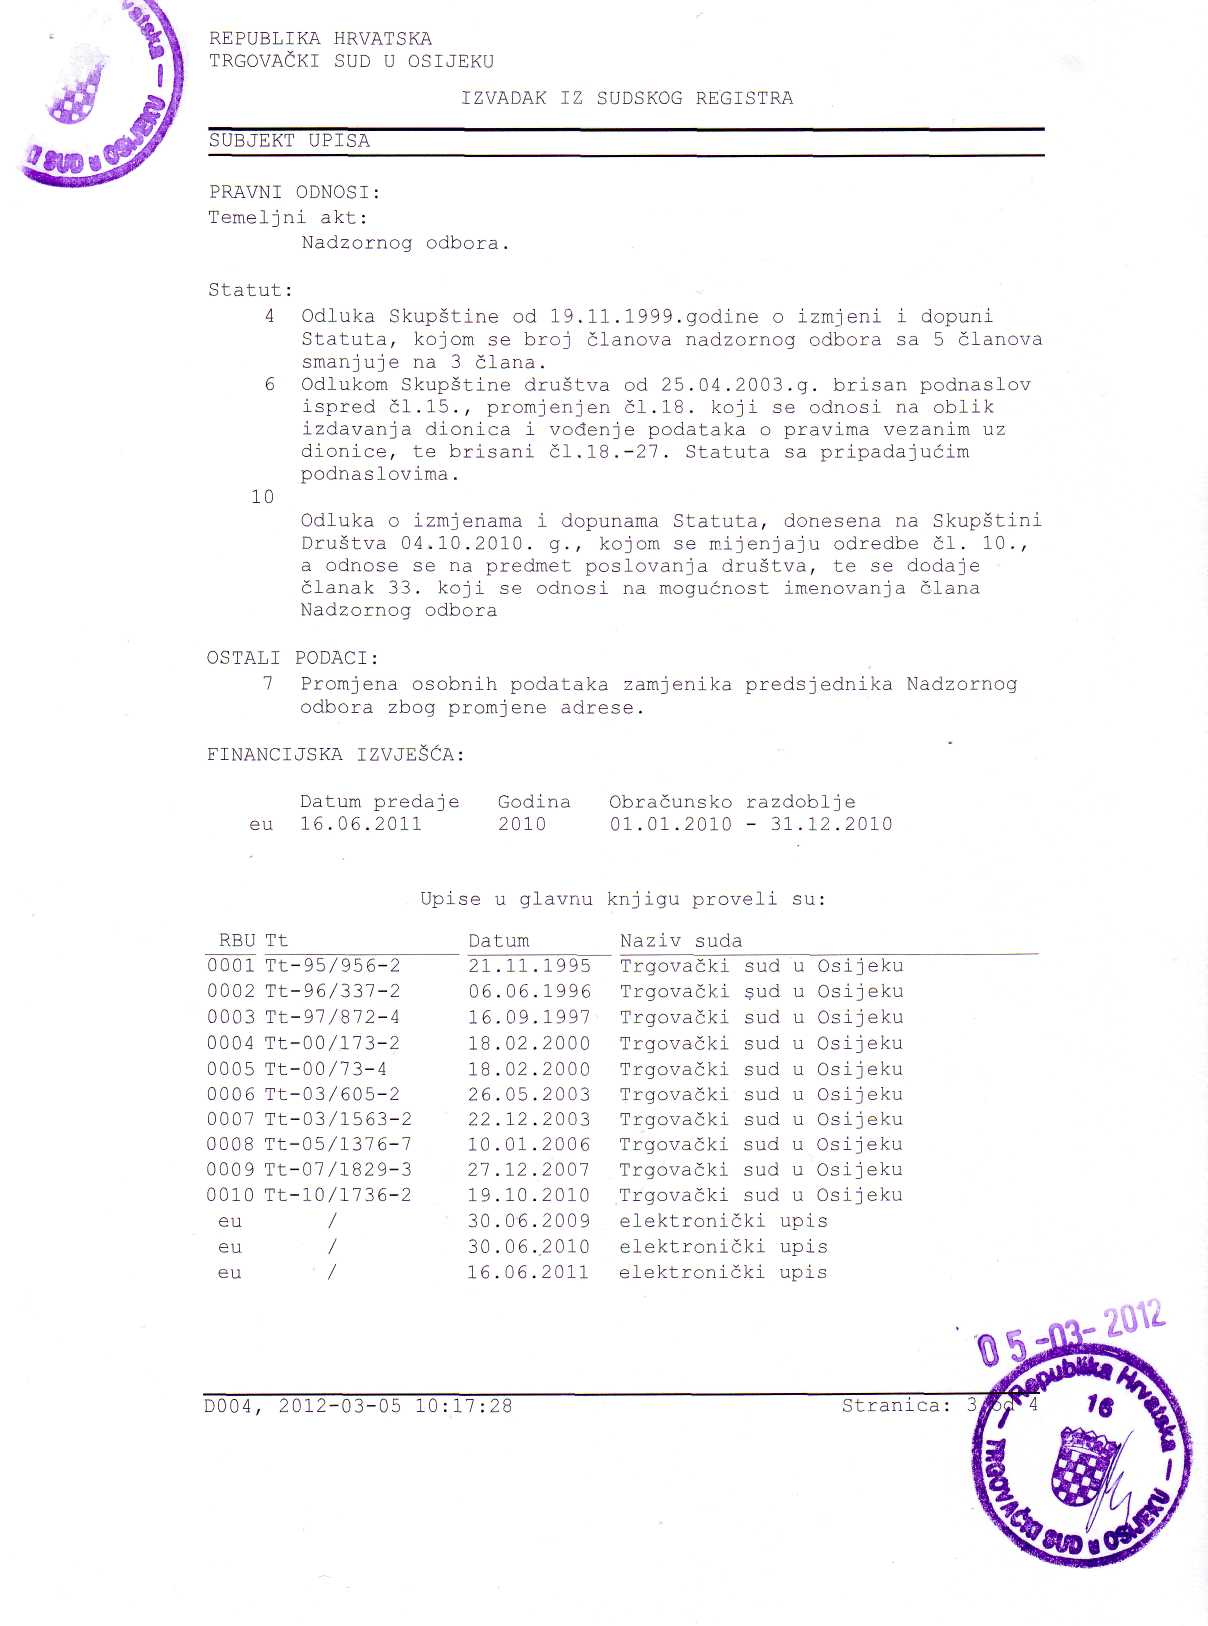 REPUBLIKA HRVATSKA
TRGOVAČKI SUD U OSIJEKU
IZVADAK IZ SUDSKOG REGISTRA
SUBJEKT UPISA
PRAVNI ODNOSI:
Temeljni akt:
Nadzornog odbora.
Statut:
4 Odluka Skupštine od 19.11.1999.godine o izmjeni i dopuni
Statuta, kojom se broj članova nadzornog odbora sa 5 članova
smanjuje na 3 člana.
6 Odlukom Skupštine društva od 25.04.2003.g. brisan podnaslov
ispred čl.15., promjenjen čl.18. koji se odnosi na oblik
izdavanja dionica i vođenje podataka o pravima vezanim uz
dionice, te brisani čl.18.-27. Statuta sa pripadajućim
podnaslovima.
10
Odluka o izmjenama i dopunama Statuta, donesena na Skupštini
Društva 04.10.2010. g., kojom se mijenjaju odredbe čl. 10.,
a odnose se na predmet poslovanja društva, te se dodaje
članak 33. koji se odnosi na mogućnost imenovanja člana
Nadzornog odbora
OSTALI PODACI:
7 Promjena osobnih podataka zamjenika predsjednika Nadzornog
odbora zbog promjene adrese.
FINANCIJSKA IZVJEŠĆA:
Datum predaje Godina Obračunsko razdoblje
eu 16.06.2011 2010 01.01.2010 - 31.12.2010
Upise u glavnu knjigu proveli su:
RBU Tt Datum Naziv suda
0001 Tt-95/956-2 21.11.1995 Trgovački sud u Osijeku
0002 Tt-96/337-2 06.06.1996 Trgovački sud u Osijeku
0003 Tt-97/872-4 16.09.1997 Trgovački sud u Osijeku
0004 Tt-00/173-2 18.02.2000 Trgovački sud u Osijeku
0005 Tt-00/73-4 18.02.2000 Trgovački sud u Osijeku
0006 Tt-03/605-2 26.05.2003 Trgovački sud u Osijeku
0007 Tt-03/1563-2 22.12.2003 Trgovački sud u Osijeku
0008 Tt-05/1376-7 10.01.2006 Trgovački sud u Osijeku
0009 Tt-07/1829-3 27.12.2007 Trgovački sud u Osijeku
0010 Tt-10/1736-2 19.10.2010 Trgovački sud u Osijeku
eu / 30.06.2009 elektronički upis
eu / 30.06.2010 elektronički upis
eu / 16.06.2011 elektronički upis
05-03-2012
D004, 2012-03-05 10:17:28 Stranica: 3 od 4
Republika Hrvatska
16
TRGOVAČKI SUD u OSIJEKU
SUD u OSIJEKU